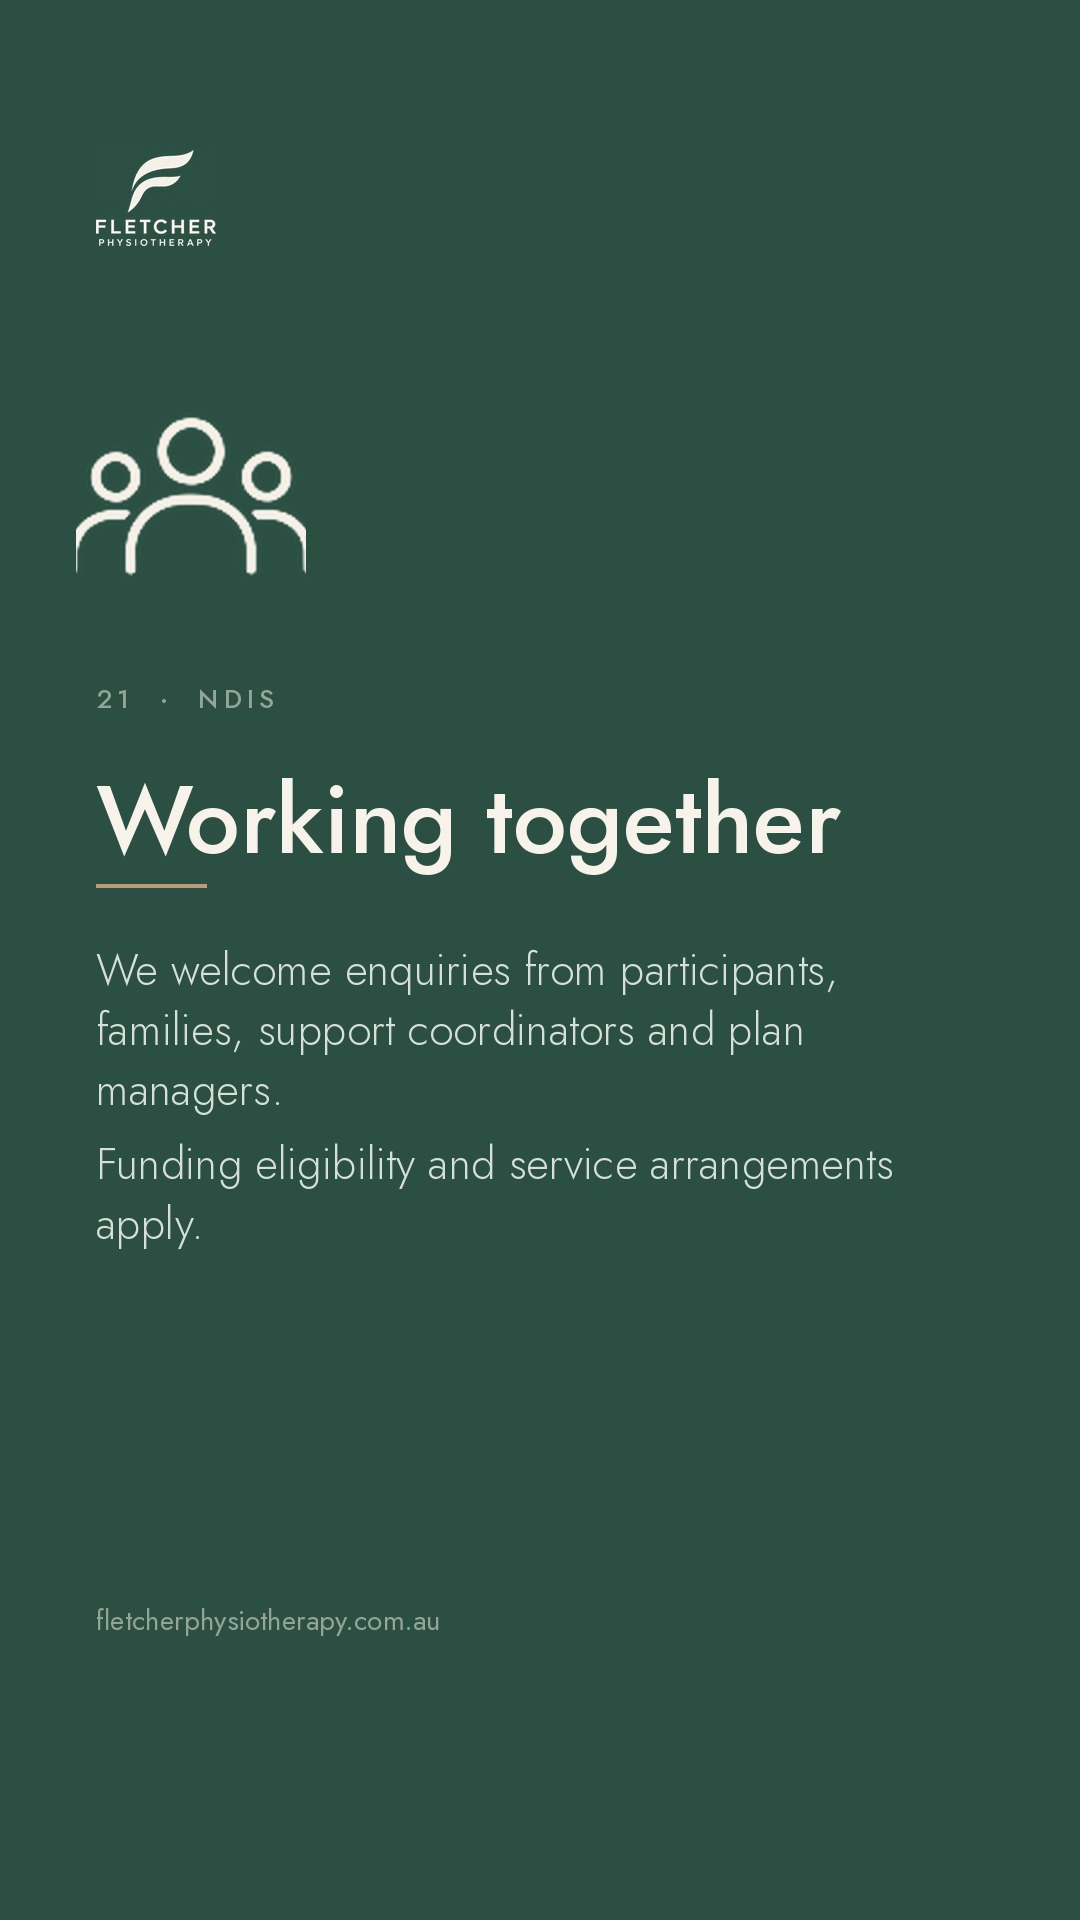 FLETCHER
PHYSIOTHERAPY
21 · NDIS
Working together
We welcome enquiries from participants,
families, support coordinators and plan
managers.
Funding eligibility and service arrangements
apply.
fletcherphysiotherapy.com.au